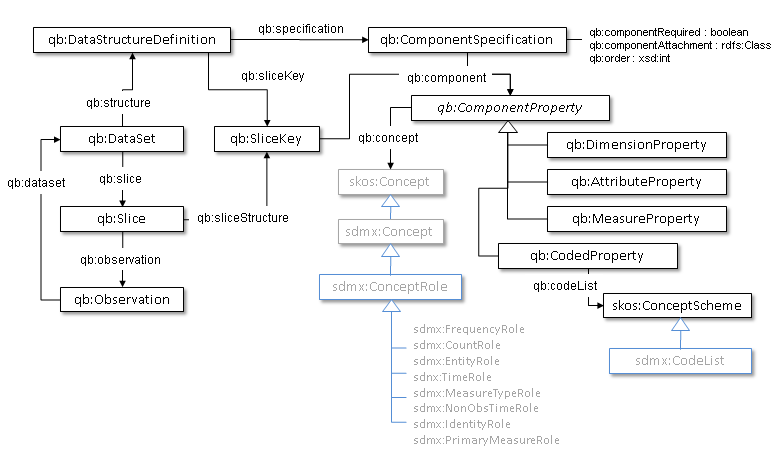 qb:specification
qb:DataStructureDefinition
qb:ComponentSpecification
qb:componentRequired : boolean
qb:componentAttachment : rdfs:Class
qb:order : xsd:int
qb:sliceKey
qb:component
qb:structure
qb:ComponentProperty
qb:DataSet
qb:SliceKey
qb:concept
qb:DimensionProperty
qb:dataset
qb:slice
skos:Concept
qb:AttributeProperty
qb:Slice
qb:sliceStructure
sdmx:Concept
qb:MeasureProperty
qb:observation
qb:CodedProperty
sdmx:ConceptRole
qb:codeList
qb:Observation
skos:ConceptScheme
sdmx:FrequencyRole
sdmx:CountRole
sdmx:EntityRole
sdnx:TimeRole
sdmx:MeasureTypeRole
sdmx:NonObsTimeRole
sdmx:IdentityRole
sdmx:PrimaryMeasureRole
sdmx:CodeList